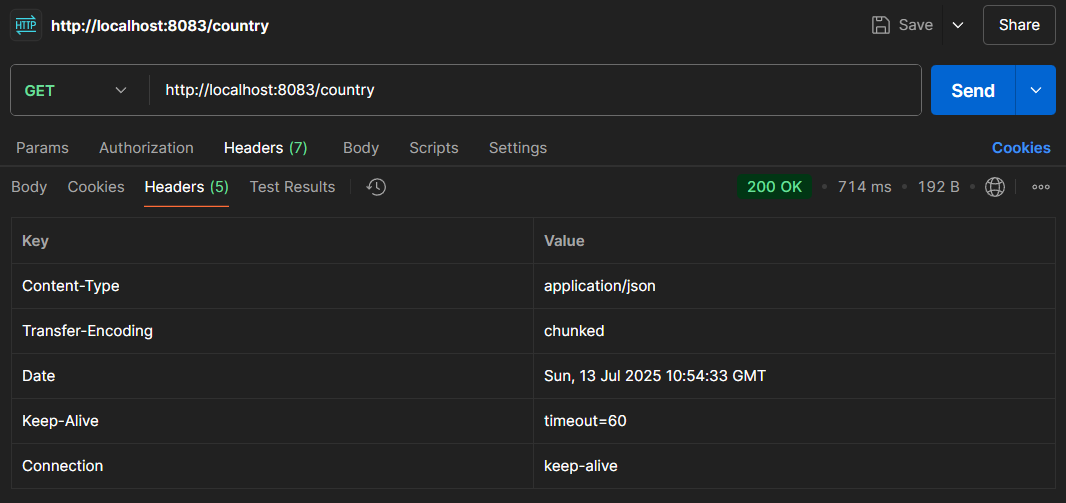 HTTP http://localhost:8083/country Save Share
GET http://localhost:8083/country Send
Params Authorization Headers (7) Body Scripts Settings Cookies
Body Cookies Headers (5) Test Results 200 OK 714 ms 192 B
Key Value
Content-Type application/json
Transfer-Encoding chunked
Date Sun, 13 Jul 2025 10:54:33 GMT
Keep-Alive timeout=60
Connection keep-alive